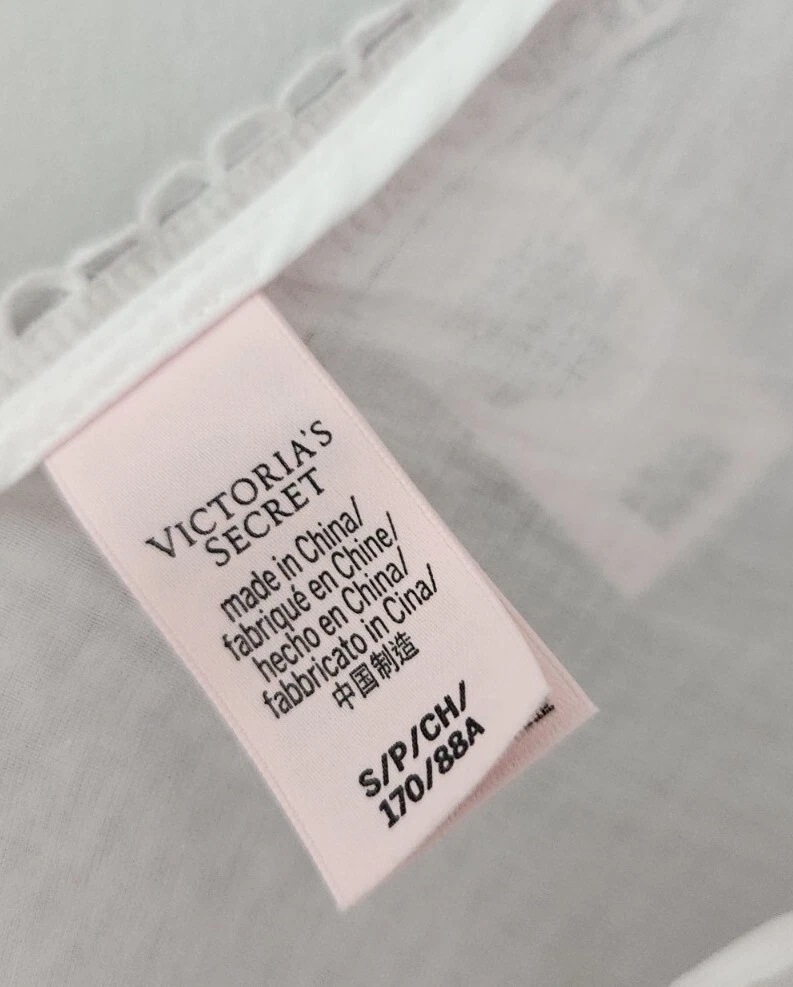 VICTORIA'S
SECRET
made in China/
fabriqué en Chine/
hecho en China/
fabbricato in Cina/
中国制造
S/P/CH/
170/88A